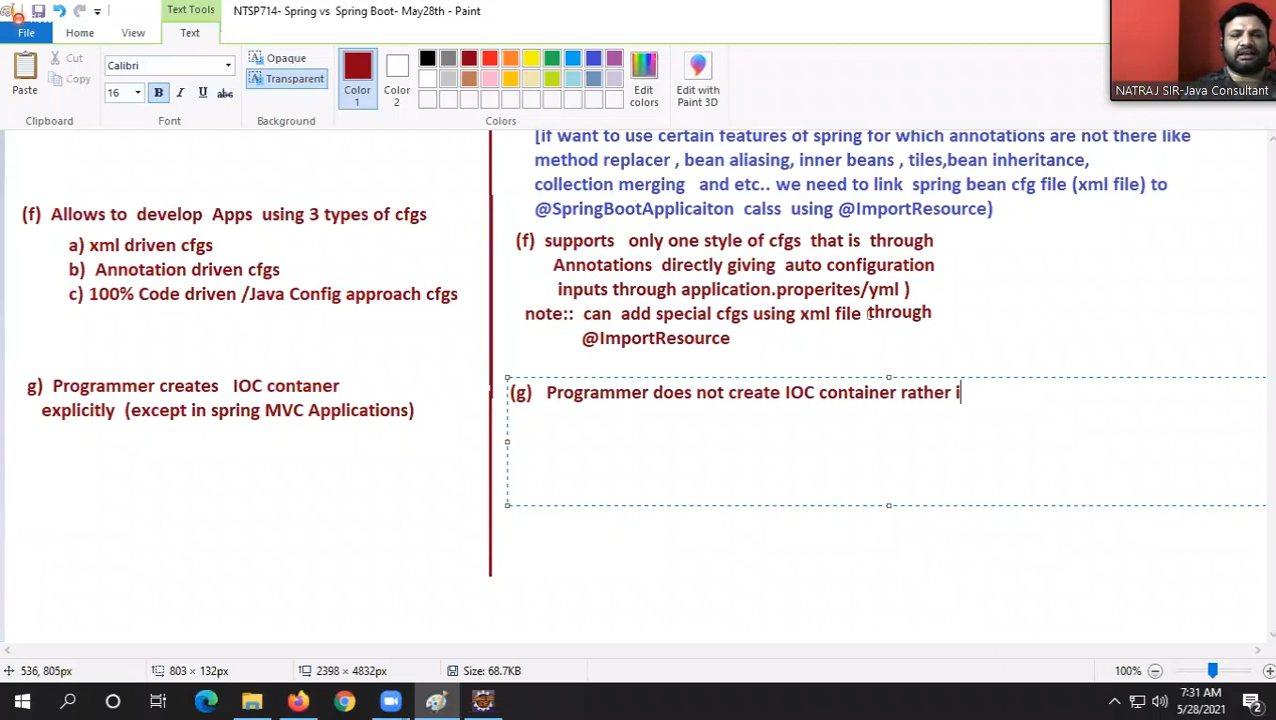 NTSP714- Spring vs Spring Boot- May28th - Paint
Text Tools
File
Home
View
Text
Paste
Cut
Copy
Clipboard
Calibri
16
B
I
U
abc
Font
Opaque
Transparent
Background
Color
1
Color
2
Edit
colors
Colors
Edit with
Paint 3D
NATRAJ SIR-Java Consultant
[if want to use certain features of spring for which annotations are not there like
method replacer , bean aliasing, inner beans , tiles,bean inheritance,
collection merging and etc.. we need to link spring bean cfg file (xml file) to
@SpringBootApplicaiton calss using @ImportResource)
(f) Allows to develop Apps using 3 types of cfgs
a) xml driven cfgs
b) Annotation driven cfgs
c) 100% Code driven /Java Config approach cfgs
(f) supports only one style of cfgs that is through
Annotations directly giving auto configuration
inputs through application.properites/yml )
note:: can add special cfgs using xml file through
@ImportResource
g) Programmer creates IOC contaner
explicitly (except in spring MVC Applications)
(g) Programmer does not create IOC container rather i
536, 805px
803 × 132px
2398 × 4832px
Size: 68.7KB
100%
7:31 AM
5/28/2021
2